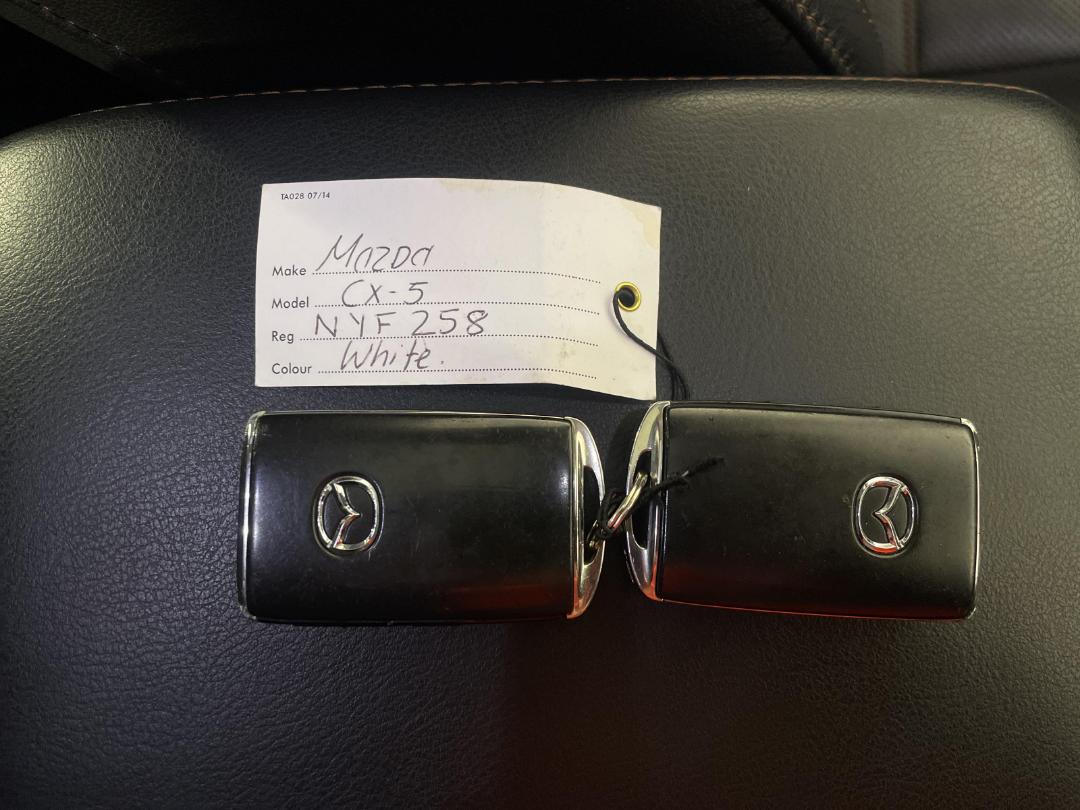 TA028 07/14
Make Mazda
Model CX-5
Reg NYF 258
Colour White.